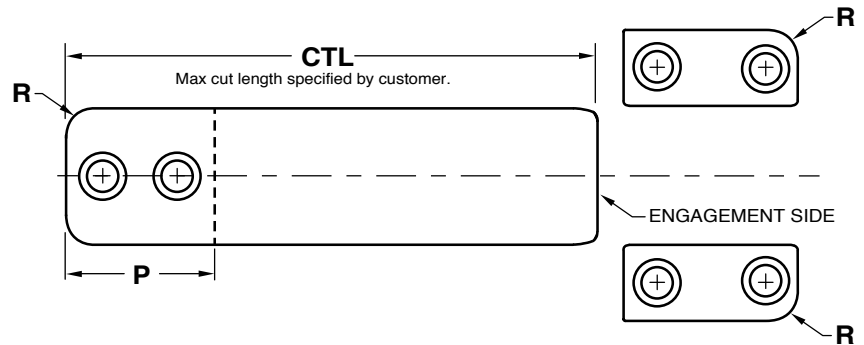 R
CTL
Max cut length specified by customer.
R
ENGAGEMENT SIDE
P
R